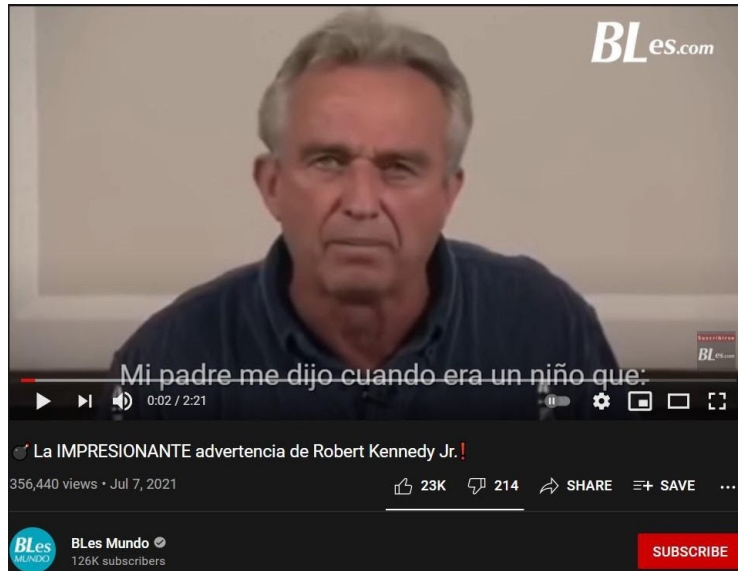 BLes.com
Suscribirse
BLes.com
Mi padre me dijo cuando era un niño que:
0:02 / 2:21
La IMPRESIONANTE advertencia de Robert Kennedy Jr.❗
356,440 views • Jul 7, 2021
23K 214 SHARE SAVE ...
BLes MUNDO
BLes Mundo
126K subscribers
SUBSCRIBE